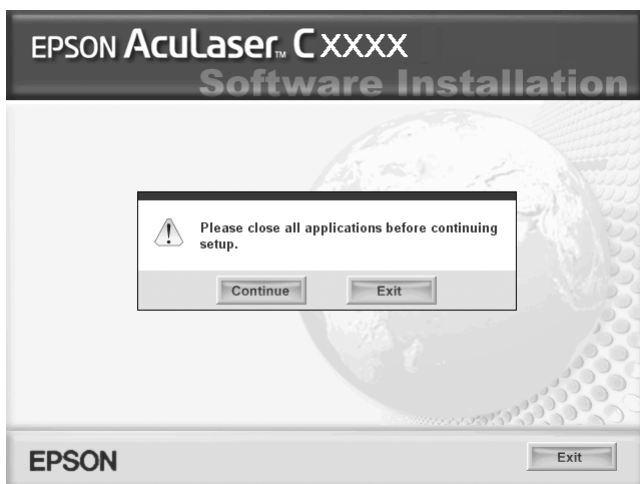 EPSON AcuLaser™ CXXXX
Software Installation
Please close all applications before continuing
setup.
Continue
Exit
EPSON
Exit